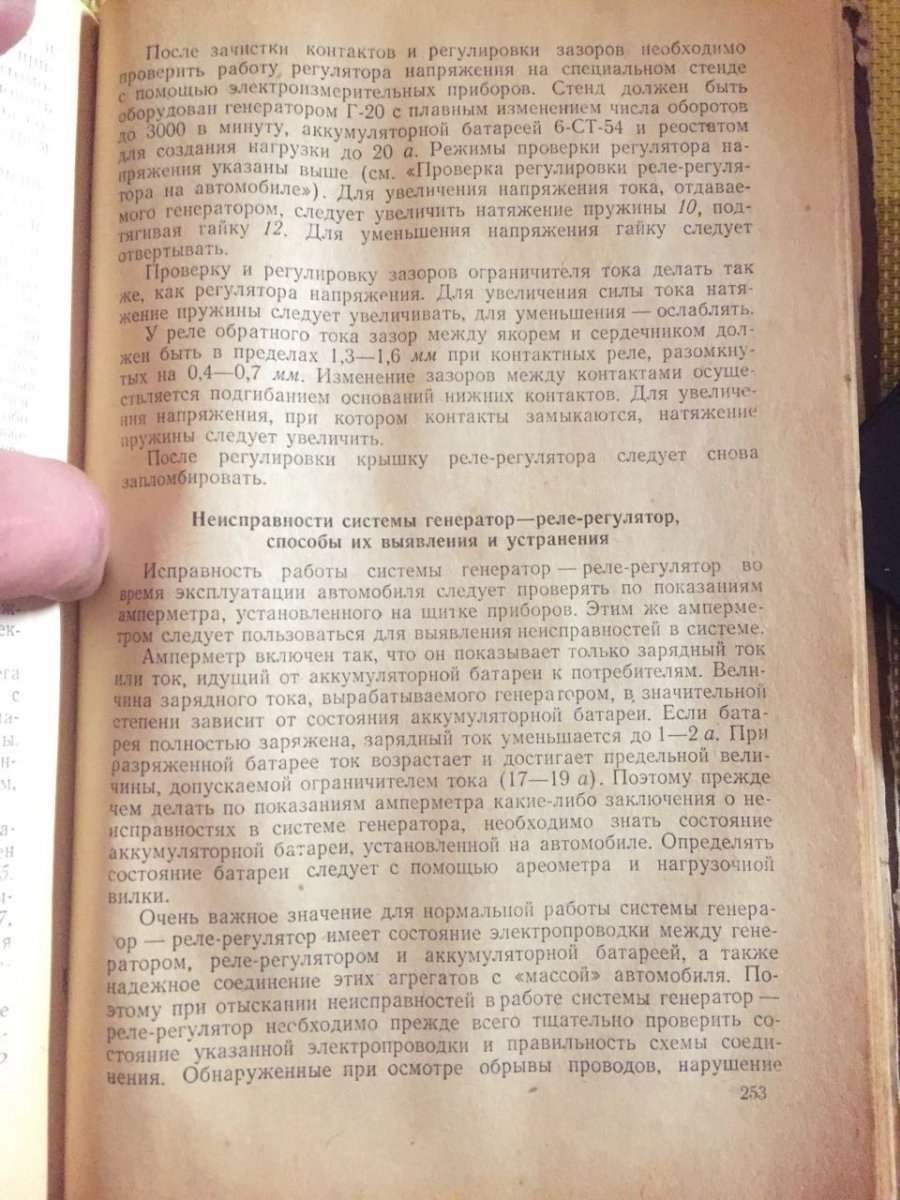 После зачистки контактов и регулировки зазоров необходимо
проверить работу регулятора напряжения на специальном стенде
с помощью электроизмерительных приборов. Стенд должен быть
оборудован генератором Г-20 с плавным изменением числа оборотов
до 3000 в минуту, аккумуляторной батареей 6-СТ-54 и реостатом
для создания нагрузки до 20 а. Режимы проверки регулятора на-
пряжения указаны выше (см. «Проверка регулировки реле-регуля-
тора на автомобиле»). Для увеличения напряжения тока, отдавае-
мого генератором, следует увеличить натяжение пружины 10, под-
тягивая гайку 12. Для уменьшения напряжения гайку следует
отвертывать.
Проверку и регулировку зазоров ограничителя тока делать так
же, как регулятора напряжения. Для увеличения силы тока натя-
жение пружины следует увеличивать, для уменьшения — ослаблять.
У реле обратного тока зазор между якорем и сердечником дол-
жен быть в пределах 1,3—1,6 мм при контактных реле, разомкну-
тых на 0,4—0,7 мм. Изменение зазоров между контактами осуще-
ствляется подгибанием оснований нижних контактов. Для увеличе-
ния напряжения, при котором контакты замыкаются, натяжение
пружины следует увеличить.
После регулировки крышку реле-регулятора следует снова
запломбировать.
Неисправности системы генератор—реле-регулятор,
способы их выявления и устранения
Исправность работы системы генератор — реле-регулятор во
время эксплуатации автомобиля следует проверять по показаниям
амперметра, установленного на щитке приборов. Этим же амперме-
тром следует пользоваться для выявления неисправностей в системе.
Амперметр включен так, что он показывает только зарядный ток
или ток, идущий от аккумуляторной батареи к потребителям. Вели-
чина зарядного тока, вырабатываемого генератором, в значительной
степени зависит от состояния аккумуляторной батареи. Если бата-
рея полностью заряжена, зарядный ток уменьшается до 1—2 а. При
разряженной батарее ток возрастает и достигает предельной вели-
чины, допускаемой ограничителем тока (17—19 а). Поэтому прежде
чем делать по показаниям амперметра какие-либо заключения о не-
исправностях в системе генератора, необходимо знать состояние
аккумуляторной батареи, установленной на автомобиле. Определять
состояние батареи следует с помощью ареометра и нагрузочной
вилки.
Очень важное значение для нормальной работы системы генера-
ор — реле-регулятор имеет состояние электропроводки между гене-
ратором, реле-регулятором и аккумуляторной батареей, а также
надежное соединение этих агрегатов с «массой» автомобиля. По-
этому при отыскании неисправностей в работе системы генератор —
реле-регулятор необходимо прежде всего тщательно проверить со-
стояние указанной электропроводки и правильность схемы соеди-
нения. Обнаруженные при осмотре обрывы проводов, нарушение
253